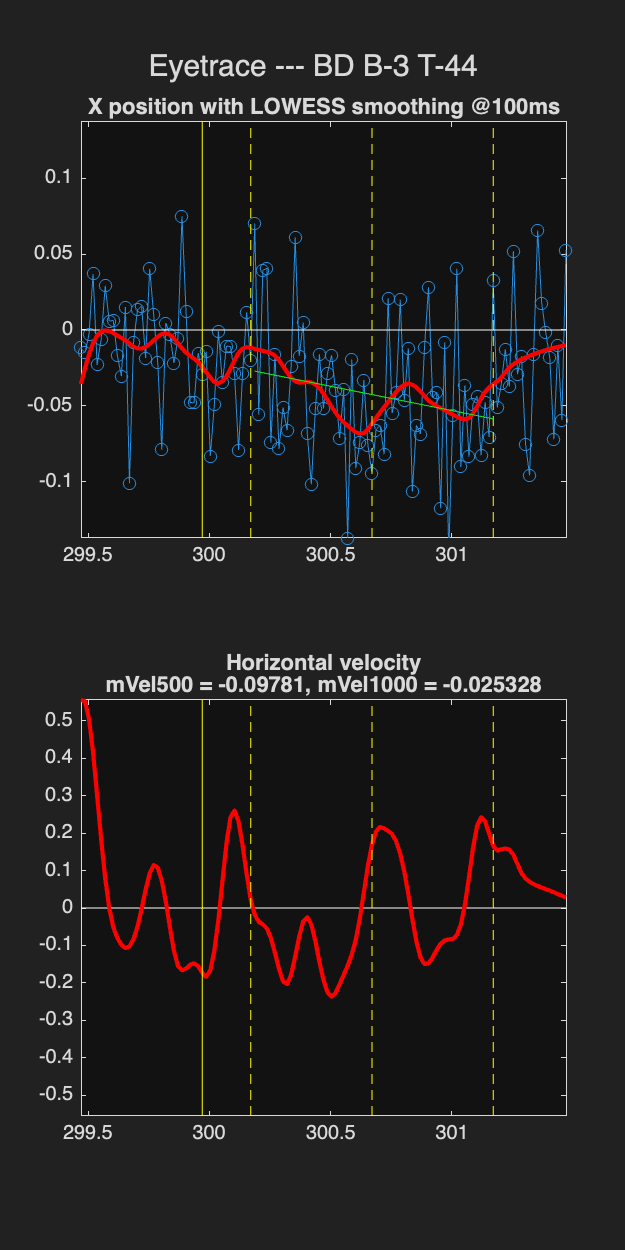 Eyetrace --- BD B-3 T-44
X position with LOWESS smoothing @100ms
0.1
0.05
0
-0.05
-0.1
299.5 300 300.5 301
Horizontal velocity
mVel500 = -0.09781, mVel1000 = -0.025328
0.5
0.4
0.3
0.2
0.1
0
-0.1
-0.2
-0.3
-0.4
-0.5
299.5 300 300.5 301